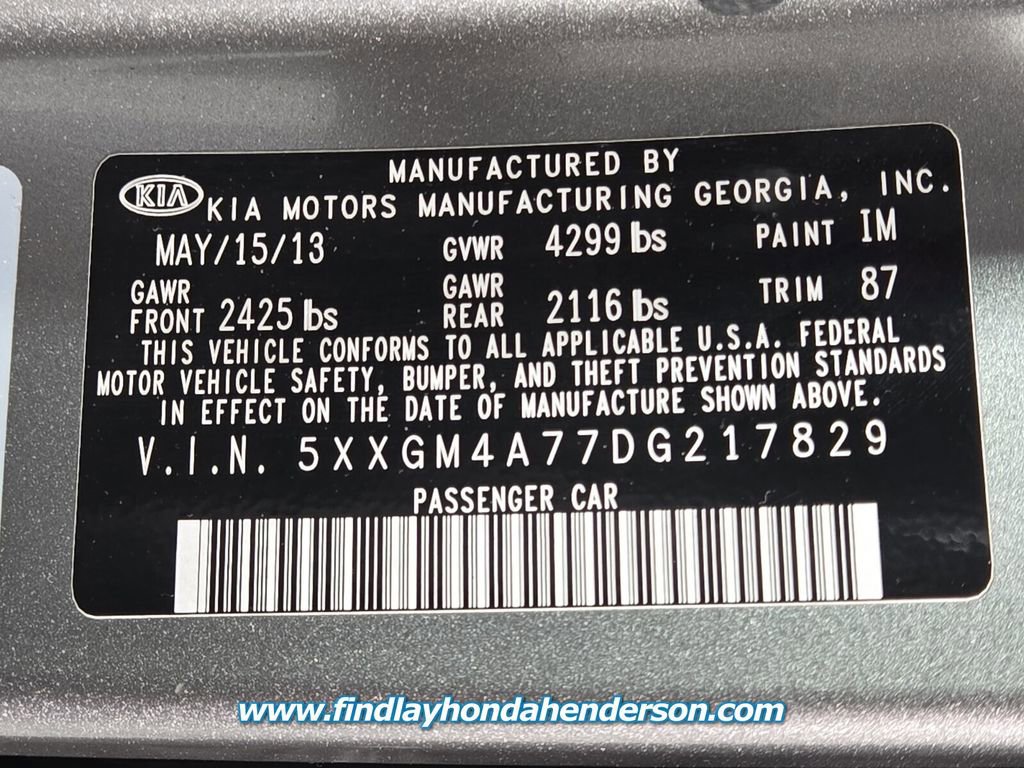 MANUFACTURED BY
KIA KIA MOTORS MANUFACTURING GEORGIA, INC.
MAY/15/13 GVWR 4299 lbs PAINT IM
GAWR FRONT 2425 lbs GAWR REAR 2116 lbs TRIM 87
THIS VEHICLE CONFORMS TO ALL APPLICABLE U.S.A. FEDERAL
MOTOR VEHICLE SAFETY, BUMPER, AND THEFT PREVENTION STANDARDS
IN EFFECT ON THE DATE OF MANUFACTURE SHOWN ABOVE.
V.I.N. 5XXGM4A77DG217829
PASSENGER CAR
www.findlayhondahenderson.com